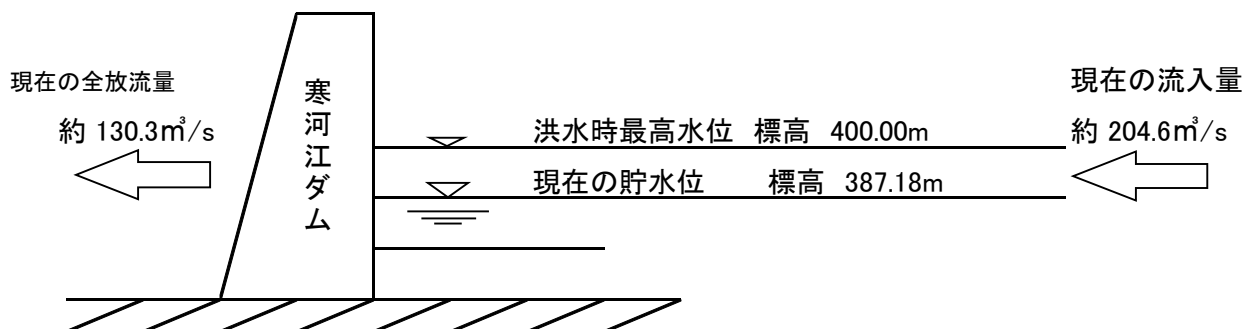 現在の全放流量
約 130.3㎥/s
寒河江ダム
洪水時最高水位 標高 400.00m
現在の貯水位 標高 387.18m
現在の流入量
約 204.6㎥/s